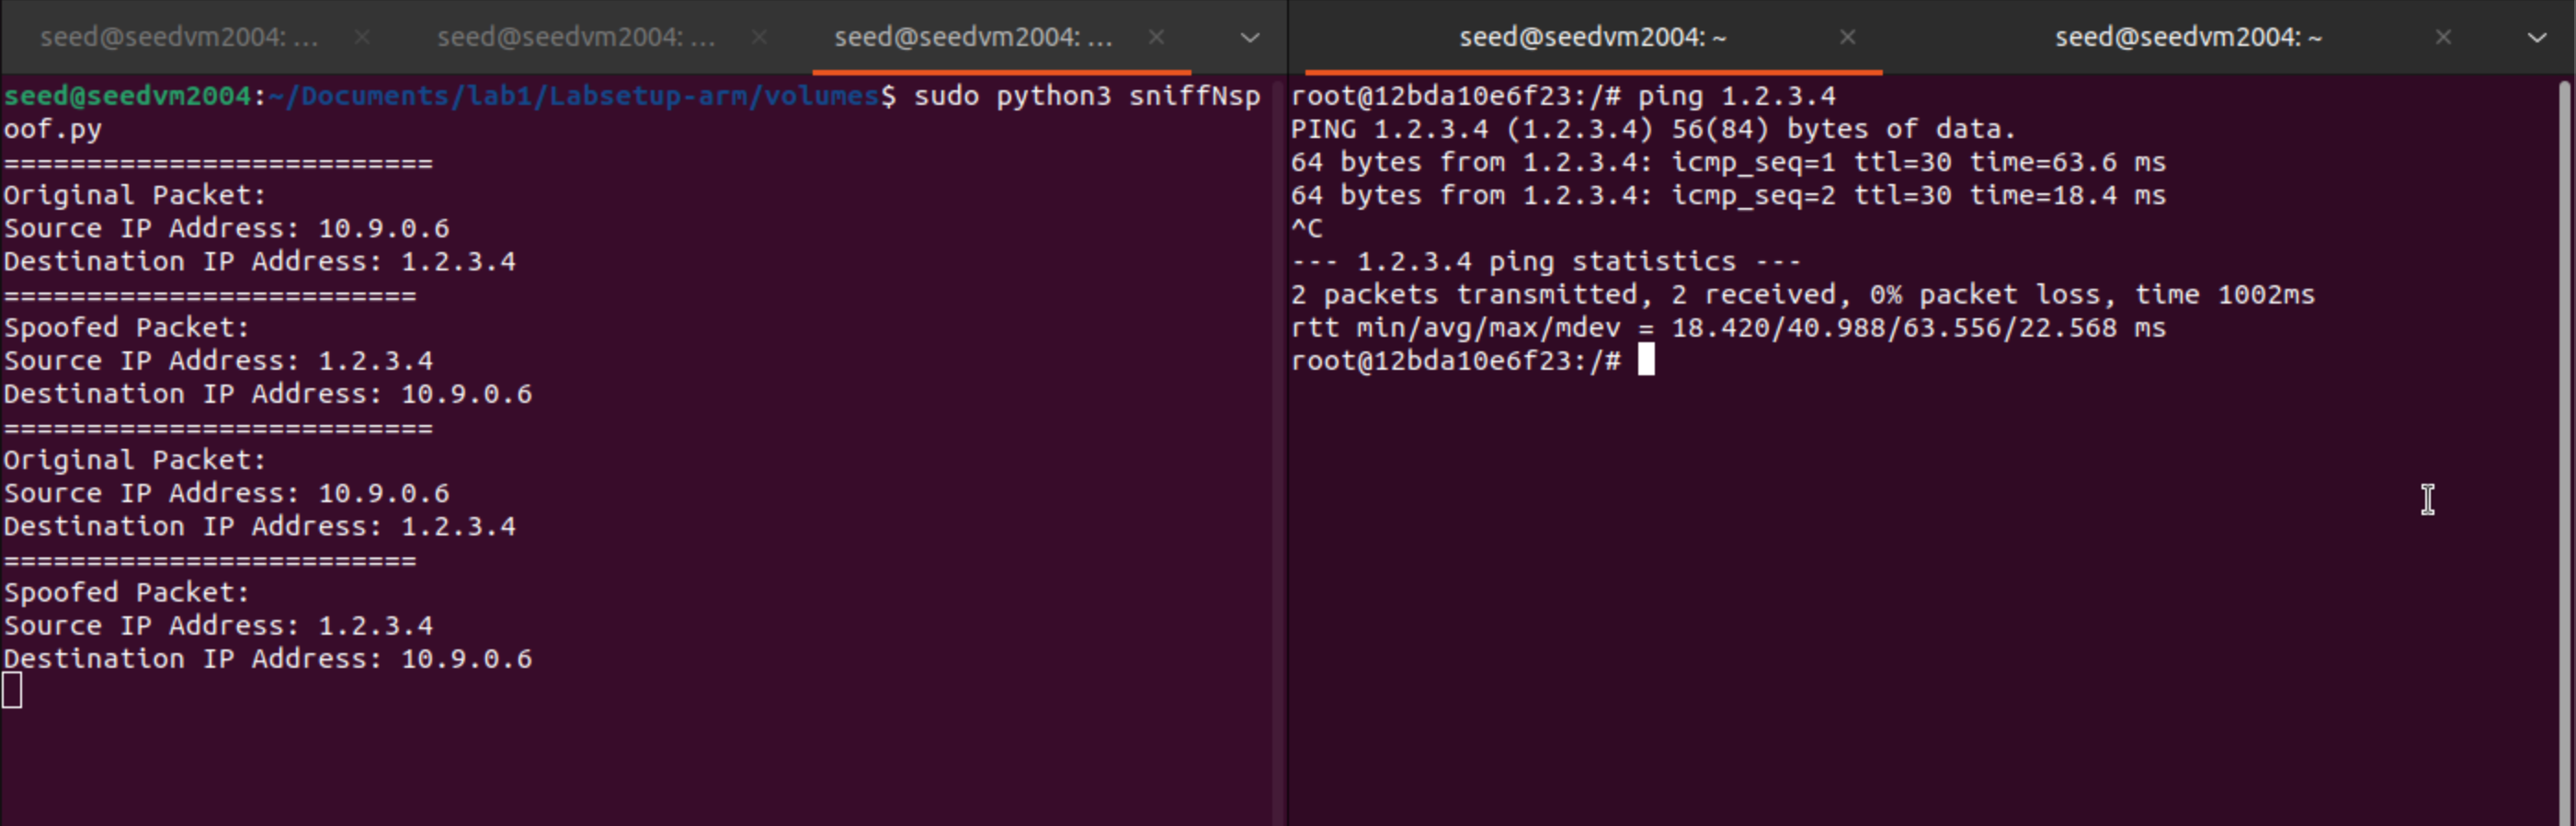 seed@seedvm2004: ...
seed@seedvm2004: ...
seed@seedvm2004: ...
seed@seedvm2004:~/Documents/lab1/Labsetup-arm/volumes$ sudo python3 sniffNsp
oof.py
==========================
Original Packet:
Source IP Address: 10.9.0.6
Destination IP Address: 1.2.3.4
=========================
Spoofed Packet:
Source IP Address: 1.2.3.4
Destination IP Address: 10.9.0.6
==========================
Original Packet:
Source IP Address: 10.9.0.6
Destination IP Address: 1.2.3.4
=========================
Spoofed Packet:
Source IP Address: 1.2.3.4
Destination IP Address: 10.9.0.6
seed@seedvm2004: ~
seed@seedvm2004: ~
root@12bda10e6f23:/# ping 1.2.3.4
PING 1.2.3.4 (1.2.3.4) 56(84) bytes of data.
64 bytes from 1.2.3.4: icmp_seq=1 ttl=30 time=63.6 ms
64 bytes from 1.2.3.4: icmp_seq=2 ttl=30 time=18.4 ms
^C
--- 1.2.3.4 ping statistics ---
2 packets transmitted, 2 received, 0% packet loss, time 1002ms
rtt min/avg/max/mdev = 18.420/40.988/63.556/22.568 ms
root@12bda10e6f23:/#